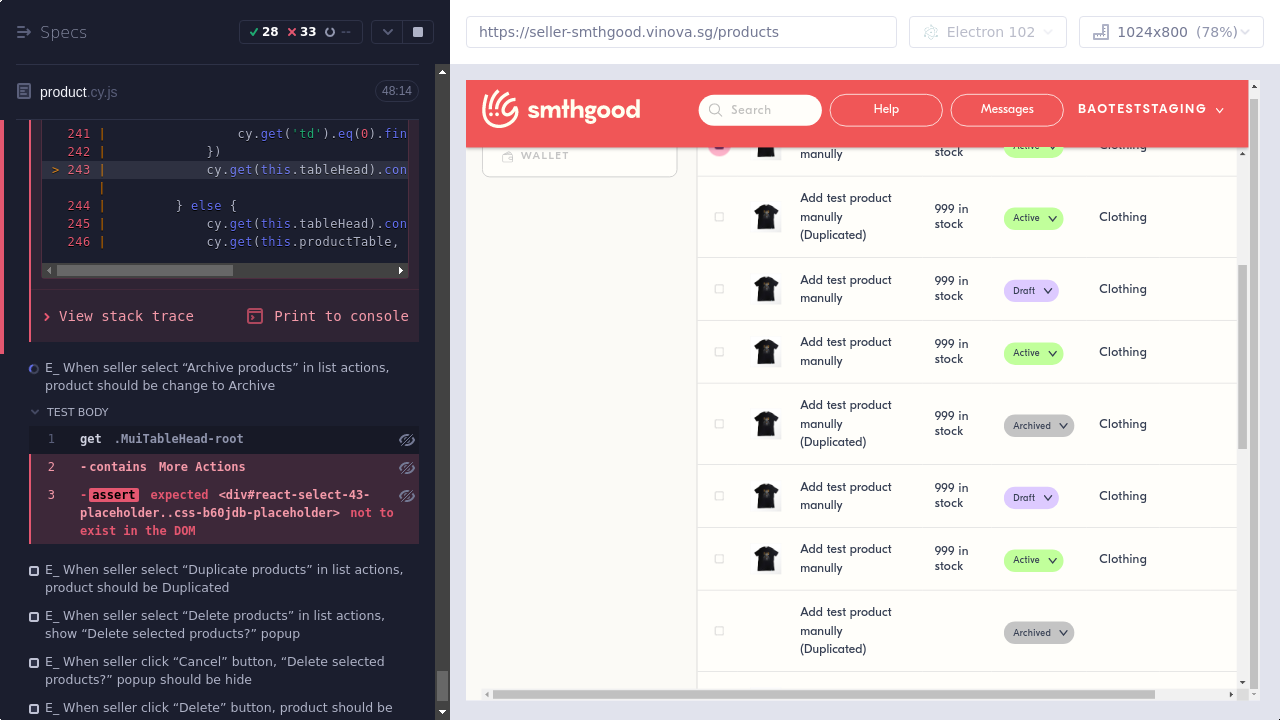 Specs
28
33
--
https://seller-smthgood.vinova.sg/products
Electron 102
1024x800 (78%)
product.cy.js
48:14
241 | cy.get('td').eq(0).fin
242 | })
> 243 | cy.get(this.tableHead).con
|
244 | } else {
245 | cy.get(this.tableHead).con
246 | cy.get(this.productTable,
View stack trace
Print to console
E_ When seller select “Archive products” in list actions,
product should be change to Archive
TEST BODY
1 get .MuiTableHead-root
2 -contains More Actions
3 -assert expected <div#react-select-43-
placeholder..css-b60jdb-placeholder> not to
exist in the DOM
E_ When seller select “Duplicate products” in list actions,
product should be Duplicated
E_ When seller select “Delete products” in list actions,
show “Delete selected products?” popup
E_ When seller click “Cancel” button, “Delete selected
products?” popup should be hide
E_ When seller click “Delete” button, product should be
smthgood
Search
Help
Messages
BAOTESTSTAGING
WALLET
manully
stock
Active
Clothing
Add test product
manully
(Duplicated)
999 in
stock
Active
Clothing
Add test product
manully
999 in
stock
Draft
Clothing
Add test product
manully
999 in
stock
Active
Clothing
Add test product
manully
(Duplicated)
999 in
stock
Archived
Clothing
Add test product
manully
999 in
stock
Draft
Clothing
Add test product
manully
999 in
stock
Active
Clothing
Add test product
manully
(Duplicated)
Archived